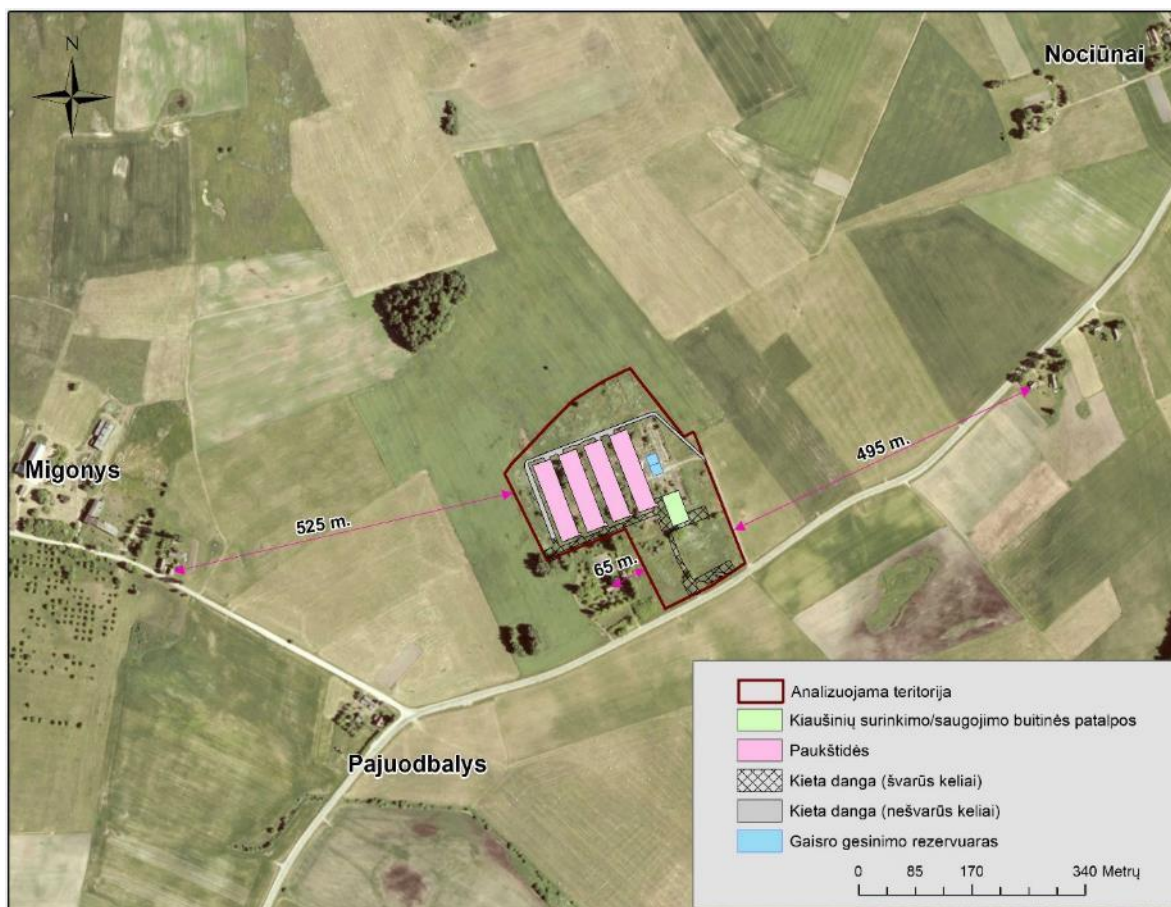 N
Nociūnai
Migonys
525 m.
495 m.
65 m.
Pajuodbalys
Analizuojama teritorija
Kiaušinių surinkimo/saugojimo buitinės patalpos
Paukštidės
Kieta danga (švarūs keliai)
Kieta danga (nešvarūs keliai)
Gaisro gesinimo rezervuaras
0 85 170 340 Metrų